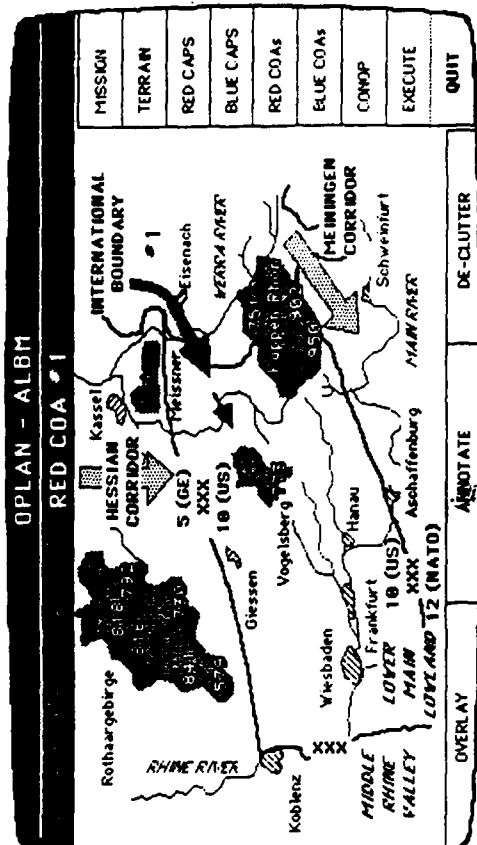 OPLAN - ALBM
RED COA #1
MISSION
TERRAIN
RED CAPS
BLUE CAPS
RED COAs
BLUE COAs
CONOP
EXECUTE
QUIT
INTERNATIONAL
BOUNDARY
#1
Kassel
Meissner
Eisenach
WERRA RIVER
HESSIAN
CORRIDOR
Rothaargebirge
5 (GE)
XXX
10 (US)
Giessen
Vogelsberg
MEININGEN
CORRIDOR
Schweinfurt
MAIN RIVER
950
RHINE RIVER
Koblenz
XXX
Wiesbaden
Frankfurt
Hanau
Aschaffenburg
MIDDLE
RHINE
VALLEY
LOWER
MAIN
LOWLAND
10 (US)
XXX
12 (NATO)
OVERLAY
ANNOTATE
DE-CLUTTER